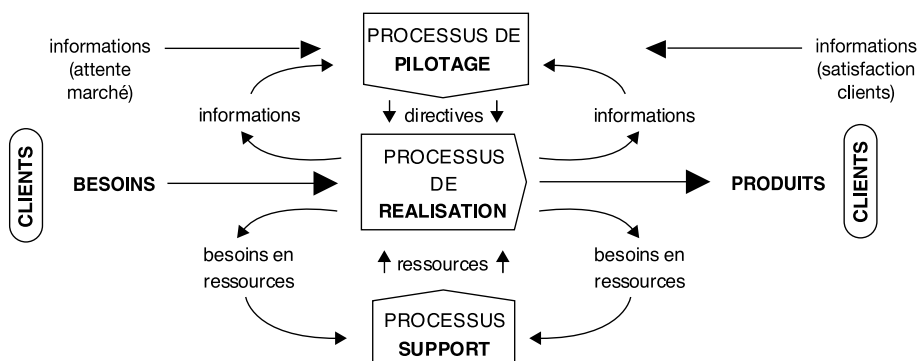 PROCESSUS DE
PILOTAGE
informations
(attente
marché)
informations
(satisfaction
clients)
informations
directives
informations
CLIENTS
BESOINS
PROCESSUS
DE
REALISATION
PRODUITS
CLIENTS
besoins en
ressources
ressources
besoins en
ressources
PROCESSUS
SUPPORT